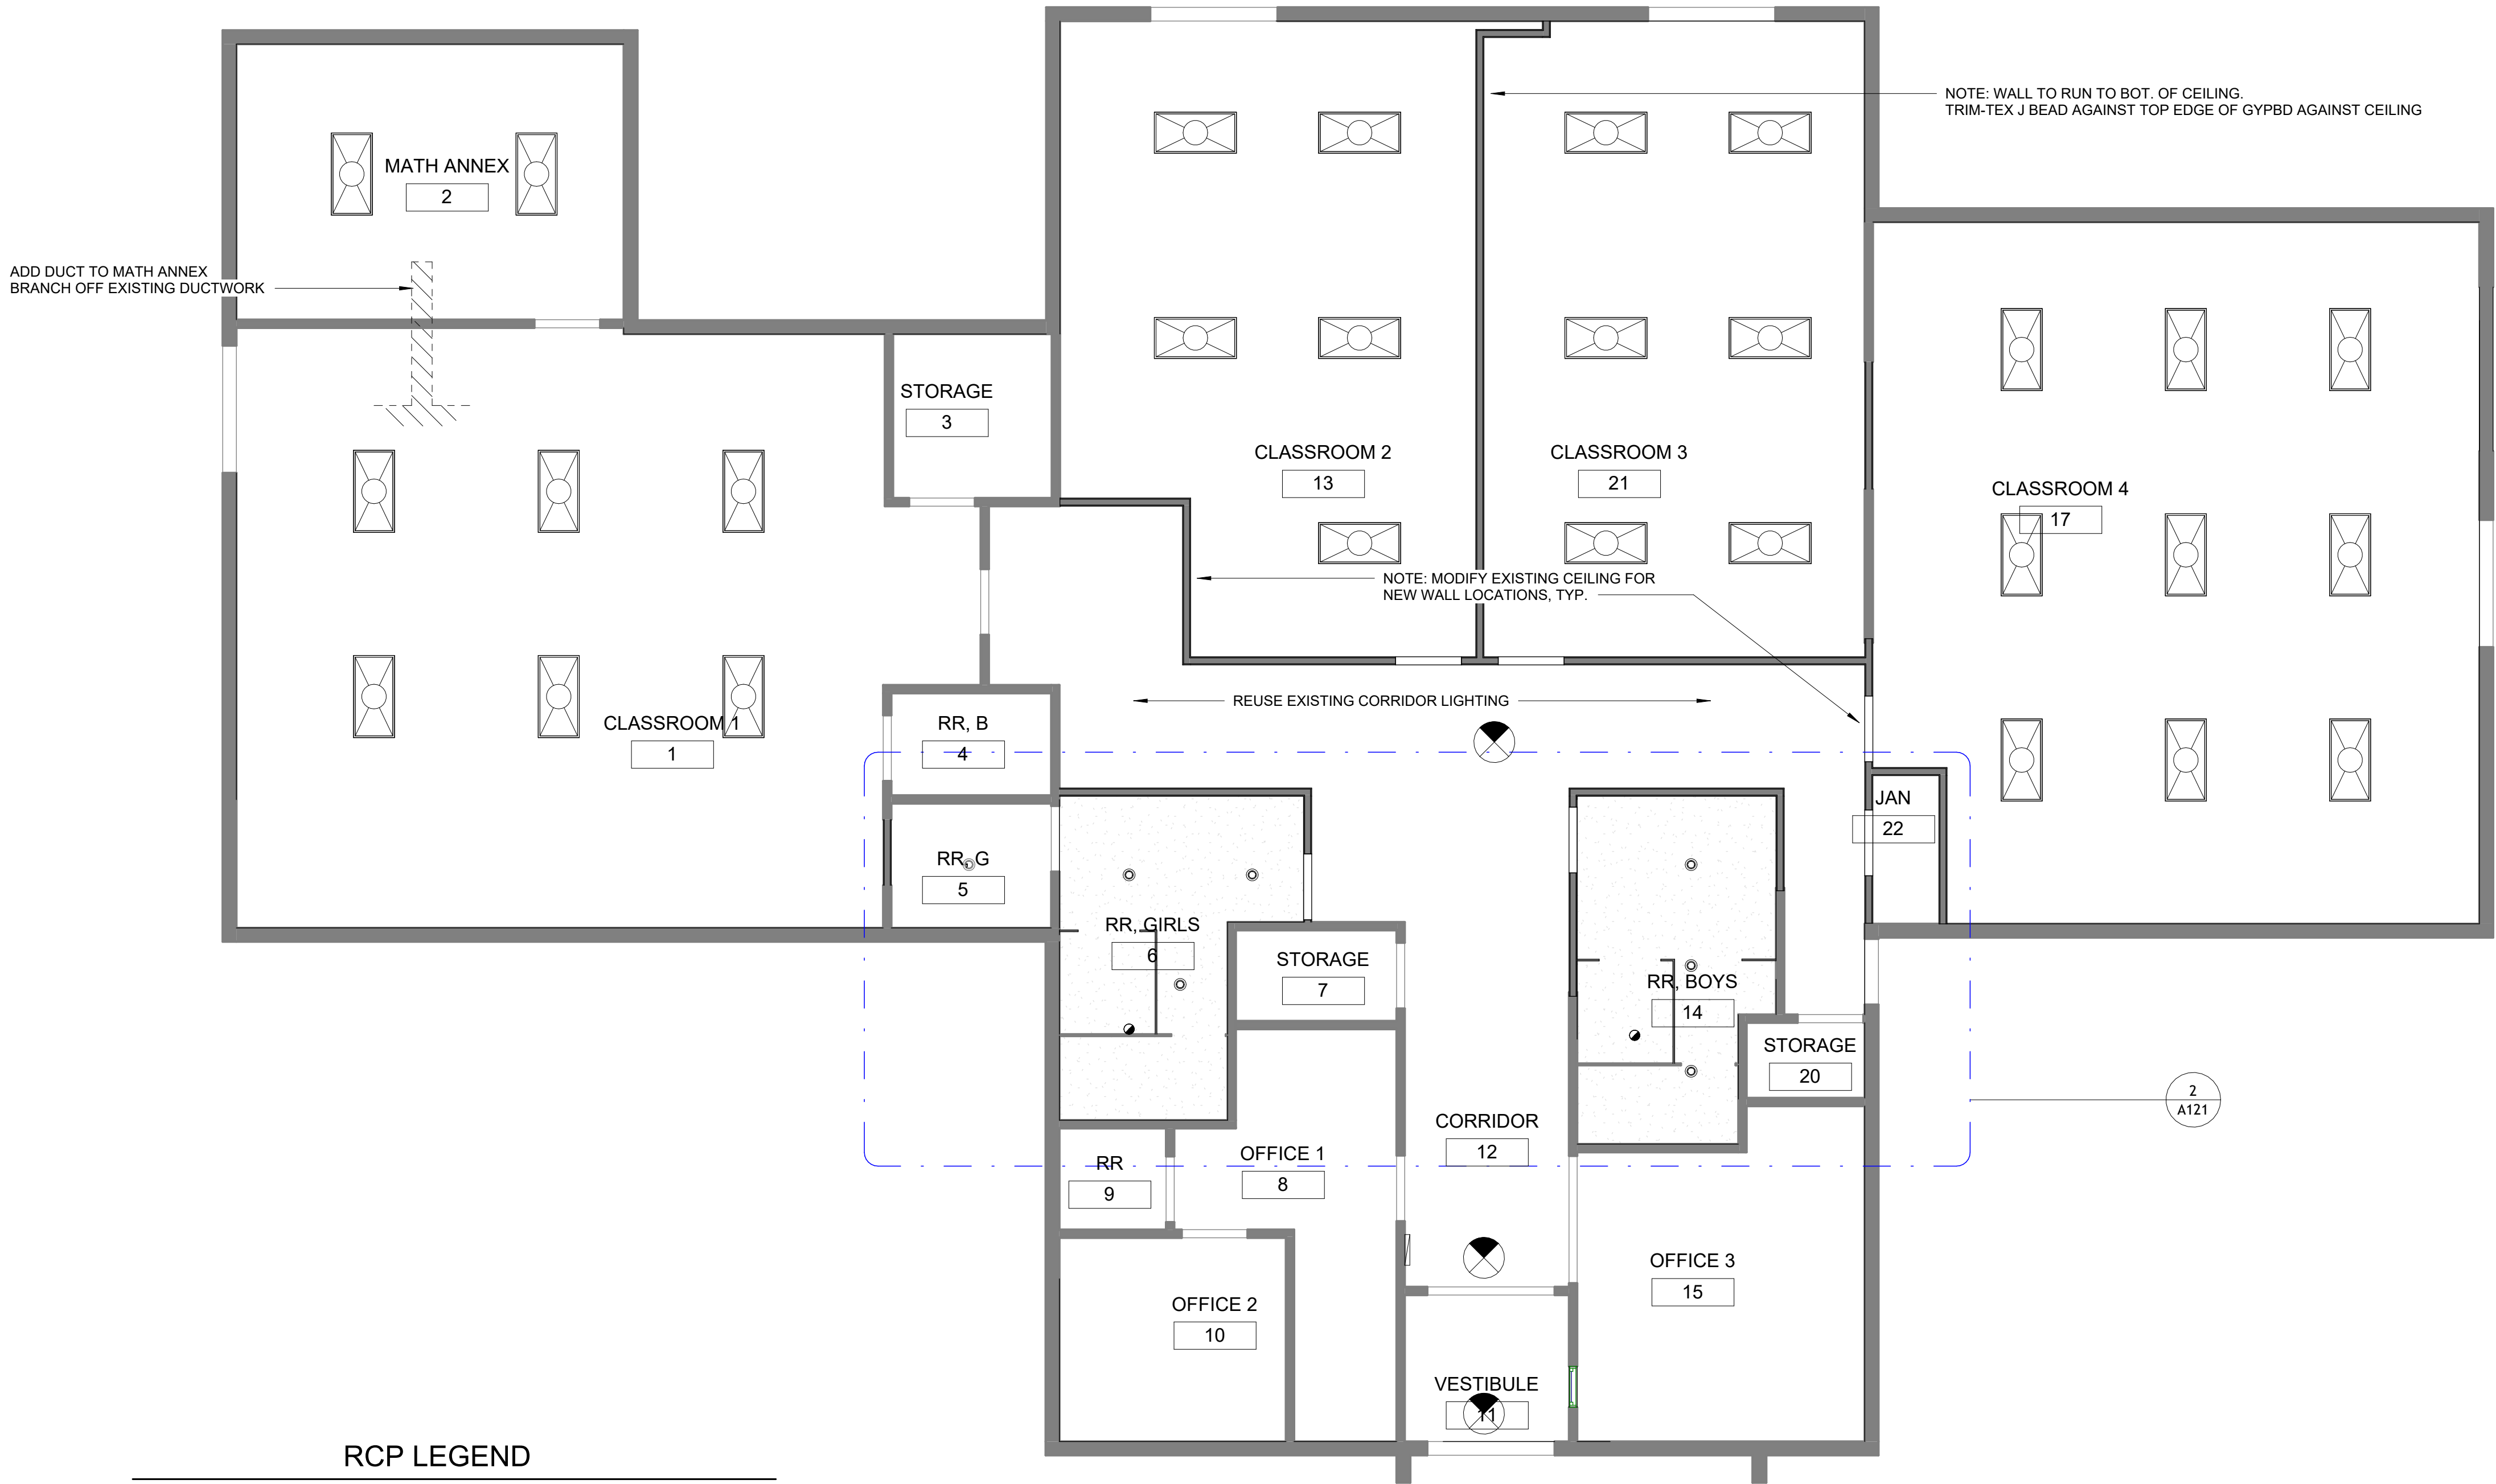 NOTE: WALL TO RUN TO BOT. OF CEILING.
TRIM-TEX J BEAD AGAINST TOP EDGE OF GYPBD AGAINST CEILING
MATH ANNEX
2
ADD DUCT TO MATH ANNEX
BRANCH OFF EXISTING DUCTWORK
STORAGE
3
CLASSROOM 2
13
CLASSROOM 3
21
CLASSROOM 4
17
NOTE: MODIFY EXISTING CEILING FOR
NEW WALL LOCATIONS, TYP.
REUSE EXISTING CORRIDOR LIGHTING
CLASSROOM 1
1
RR, B
4
JAN
22
RR, G
5
RR, GIRLS
6
STORAGE
7
RR, BOYS
14
STORAGE
20
2
A121
CORRIDOR
12
OFFICE 1
8
RR
9
OFFICE 3
15
OFFICE 2
10
VESTIBULE
11
RCP LEGEND